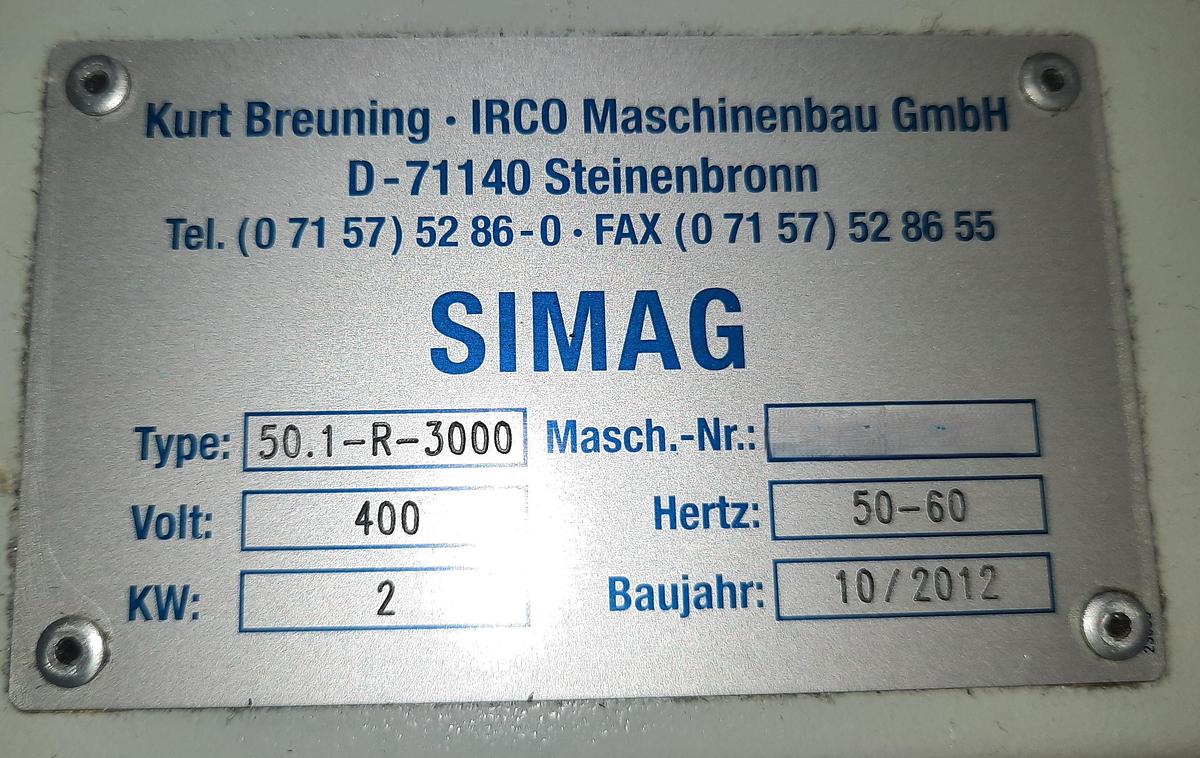 Kurt Breuning · IRCO Maschinenbau GmbH
D-71140 Steinenbronn
Tel. (0 71 57) 52 86-0 · FAX (0 71 57) 52 86 55
SIMAG
Type: 50.1-R-3000 Masch.-Nr.:
Volt: 400 Hertz: 50-60
KW: 2 Baujahr: 10/2012